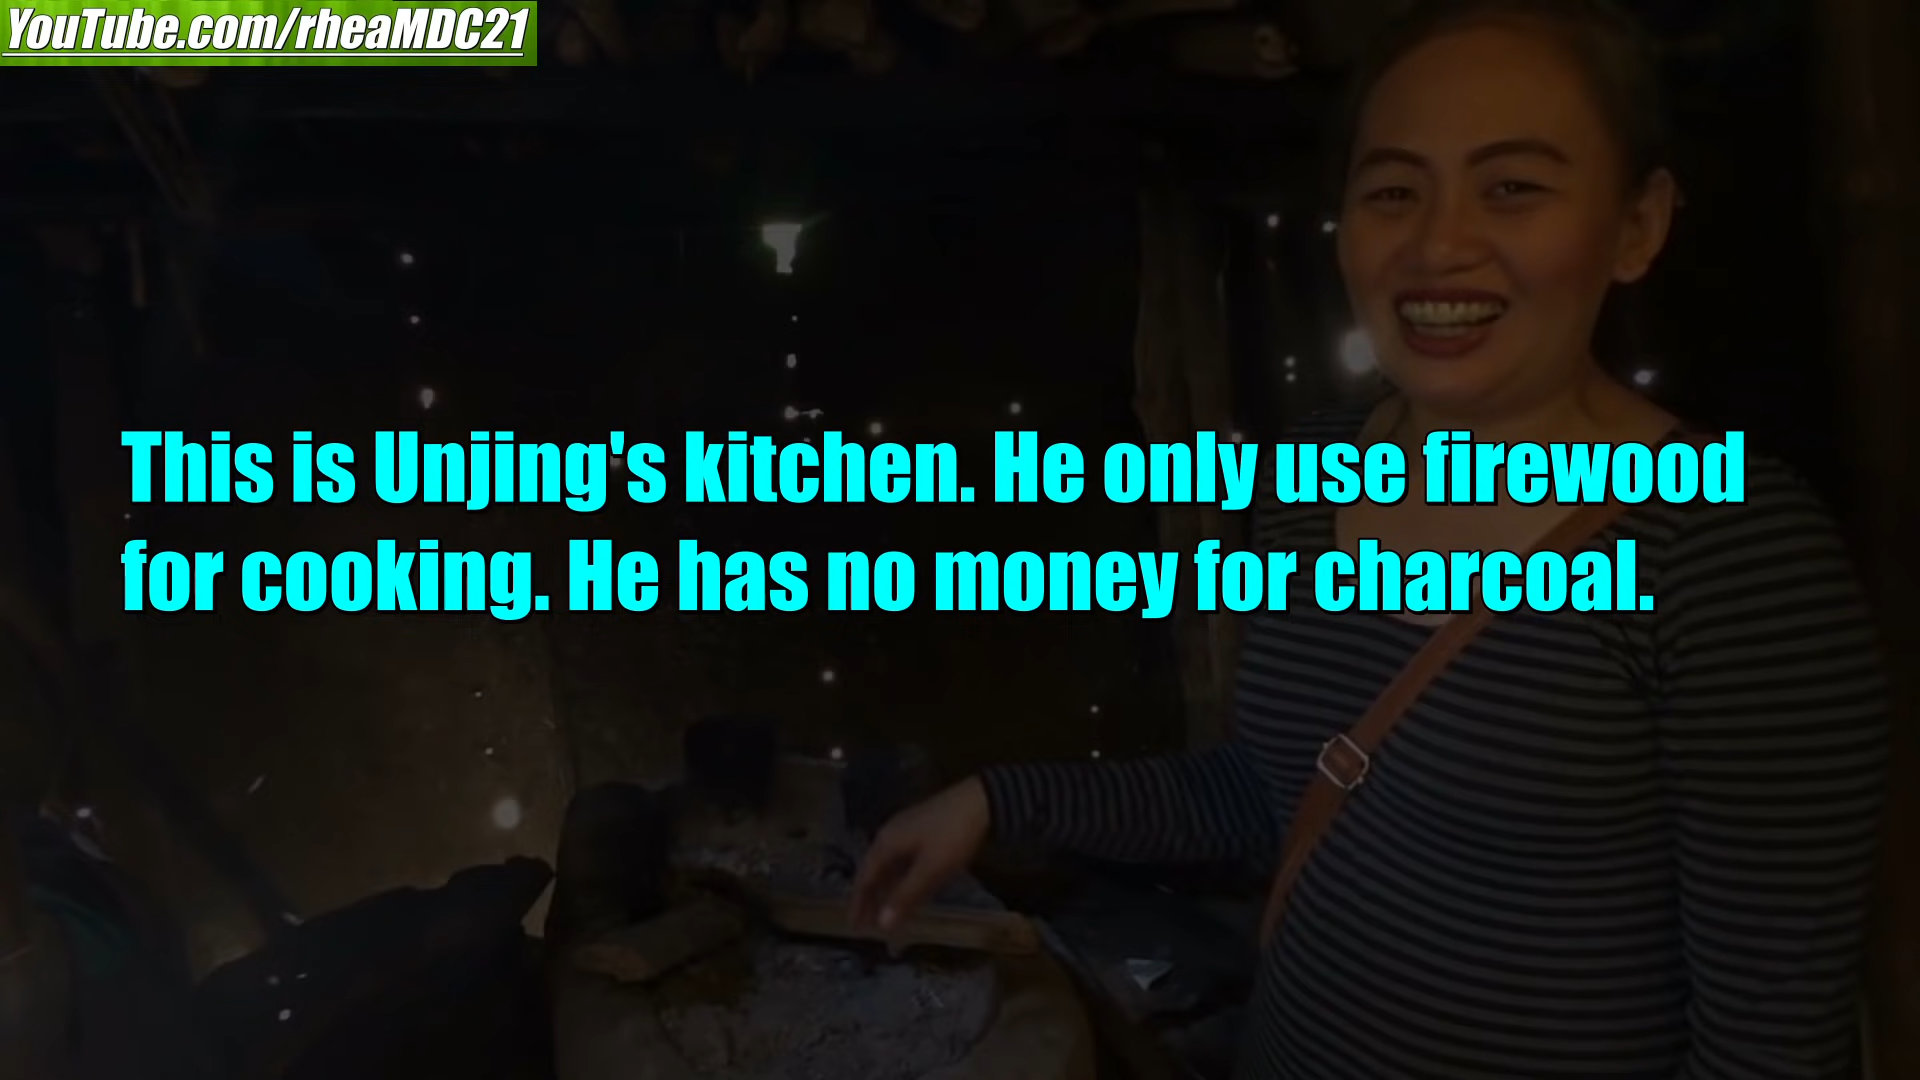 YouTube.com/rheaMDC21
This is Unjing's kitchen. He only use firewood
for cooking. He has no money for charcoal.